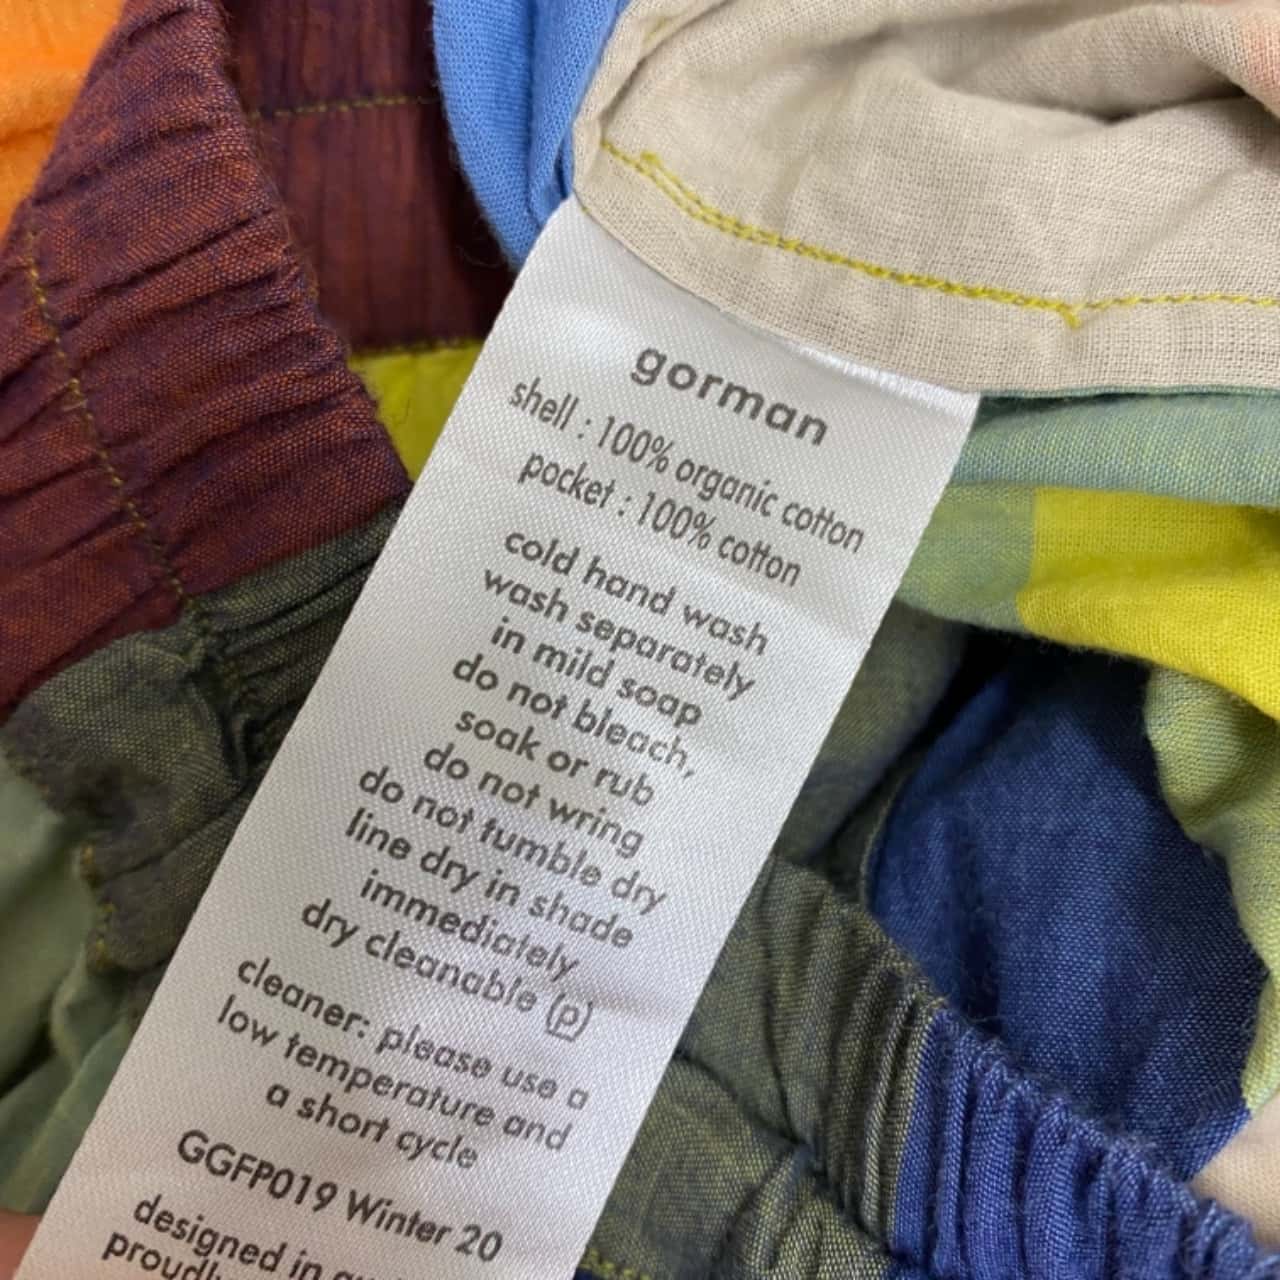 gorman
shell : 100% organic cotton
pocket : 100% cotton
cold hand wash
wash separately
in mild soap
do not bleach,
soak or rub
do not wring
do not tumble dry
line dry in shade
immediately
dry cleanable (p)
cleaner: please use a
low temperature and
a short cycle
GGFP019 Winter 20
designed in